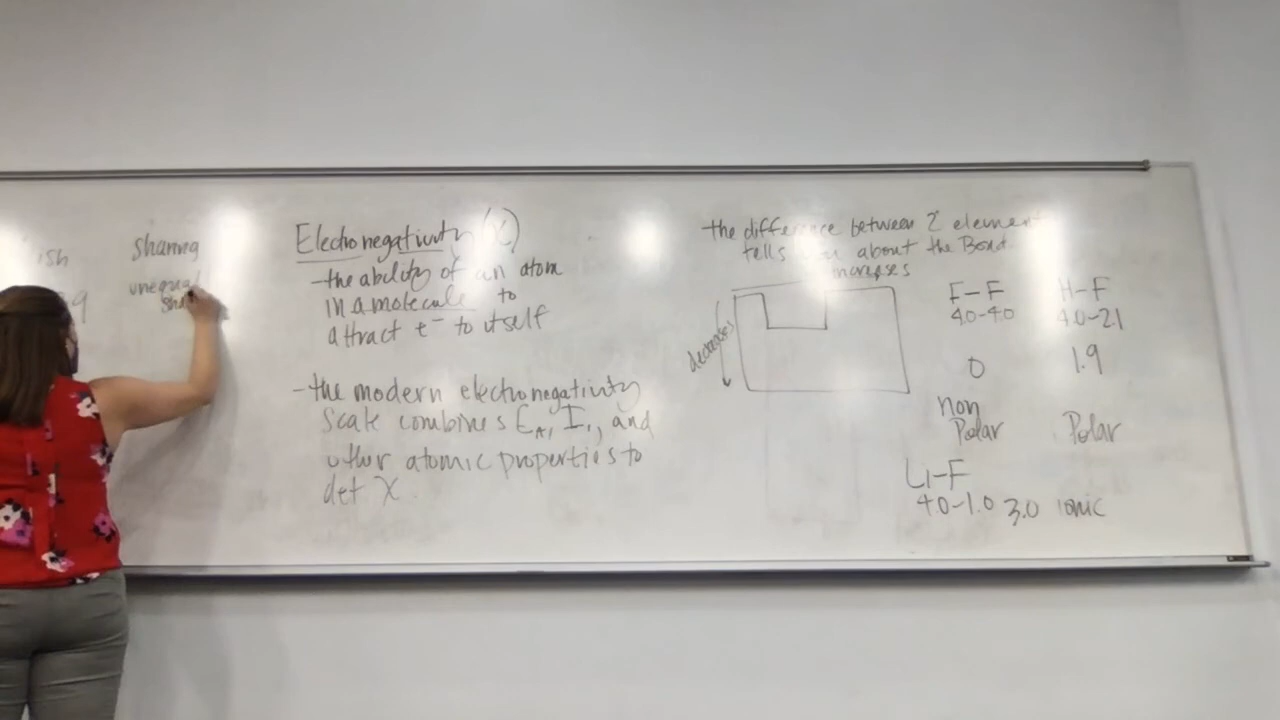 ish
sharing
unequal
Electronegativity (χ)
-the ability of an atom
in a molecule to
attract e⁻ to itself
-the modern electronegativity
scale combines EA, I₁, and
other atomic properties to
det χ
the difference between 2 element
tells you about the Bond
increases
decreases
F-F
4.0-4.0
0
non
Polar
H-F
4.0-2.1
1.9
Polar
Li-F
4.0-1.0 3.0 ionic